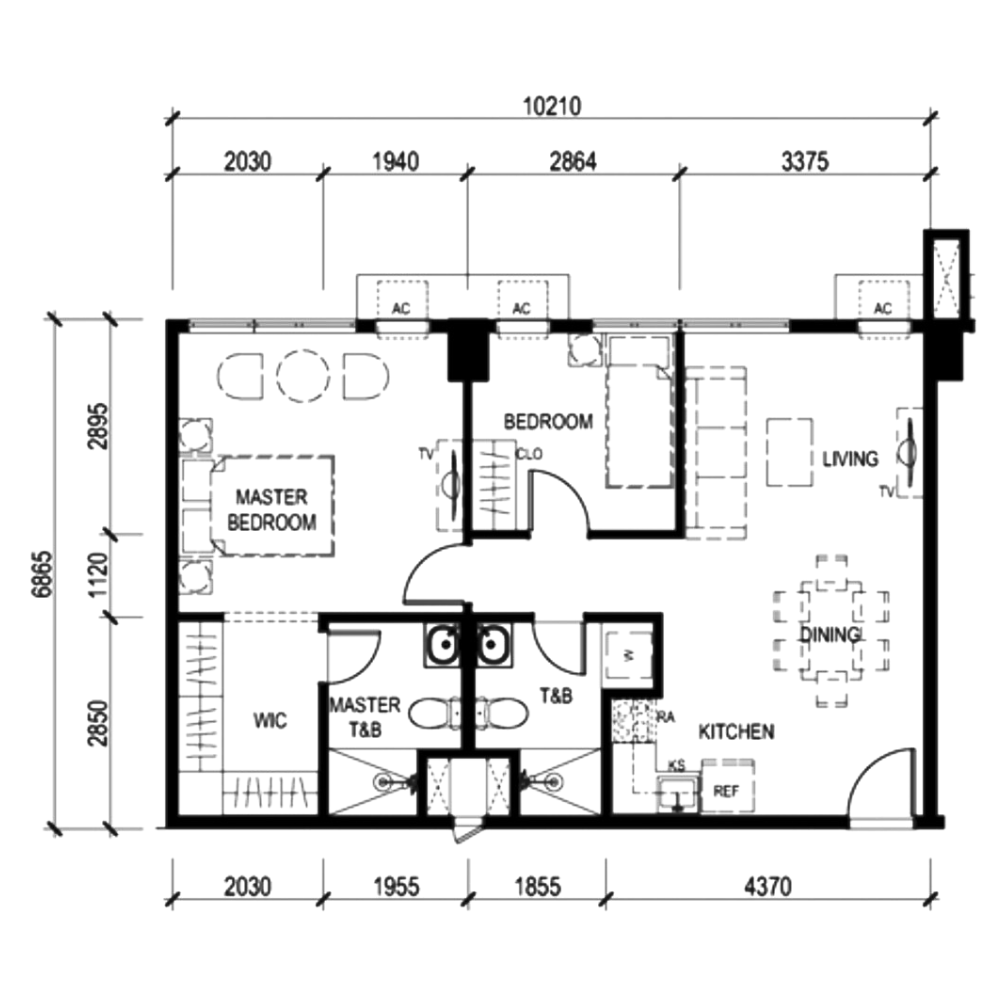 10210
2030
1940
2864
3375
AC
AC
AC
6865
2895
1120
2850
BEDROOM
CLO
TV
LIVING
TV
MASTER
BEDROOM
DINING
W
T&B
MASTER
T&B
WIC
RA
KITCHEN
KS
REF
2030
1955
1855
4370